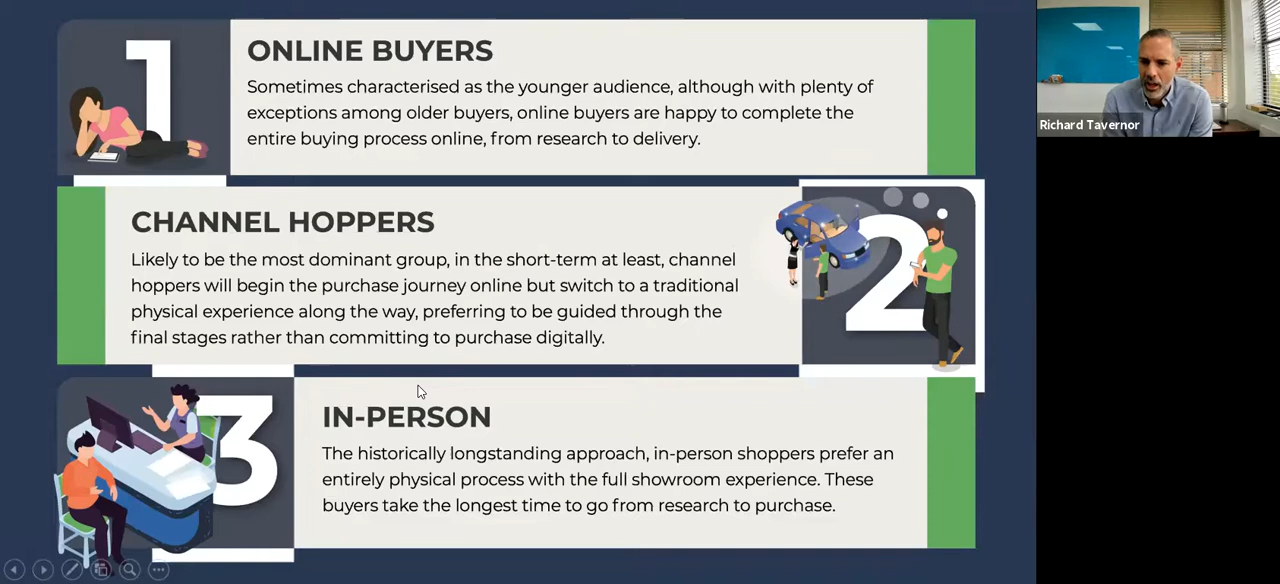 1
ONLINE BUYERS
Sometimes characterised as the younger audience, although with plenty of
exceptions among older buyers, online buyers are happy to complete the
entire buying process online, from research to delivery.
CHANNEL HOPPERS
Likely to be the most dominant group, in the short-term at least, channel
hoppers will begin the purchase journey online but switch to a traditional
physical experience along the way, preferring to be guided through the
final stages rather than committing to purchase digitally.
2
3
IN-PERSON
The historically longstanding approach, in-person shoppers prefer an
entirely physical process with the full showroom experience. These
buyers take the longest time to go from research to purchase.
Richard Tavernor